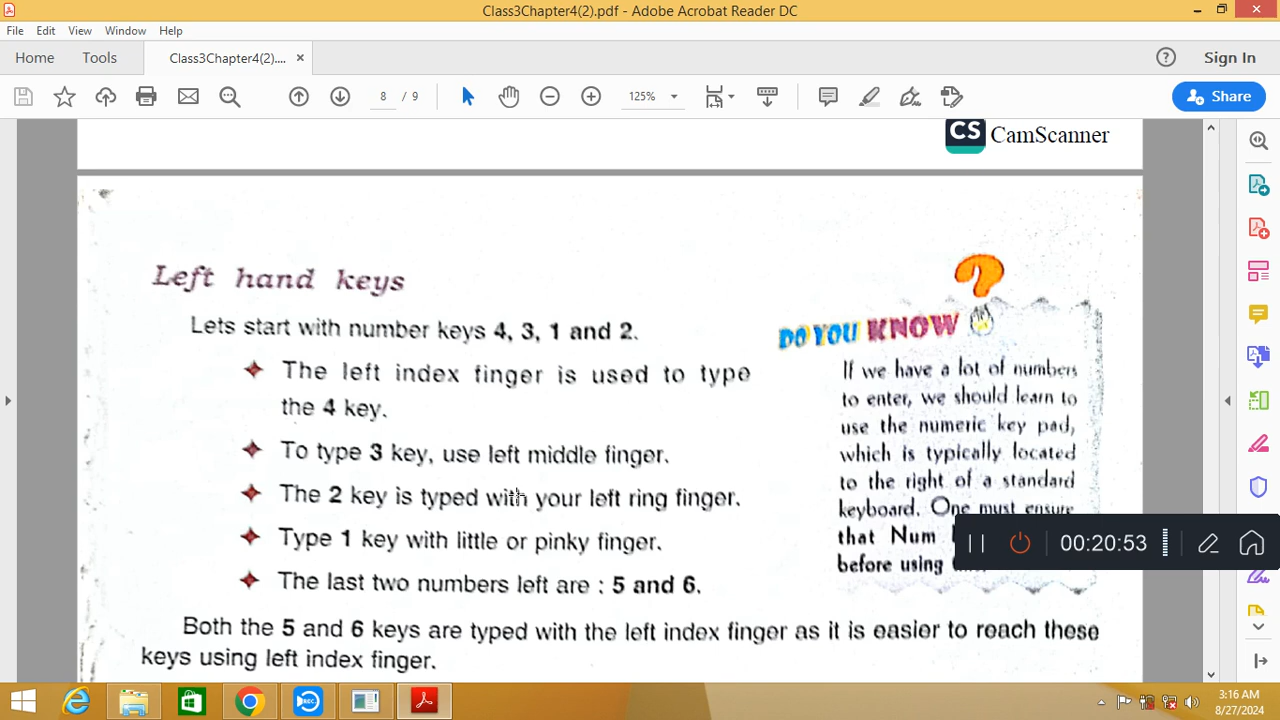 Class3Chapter4(2).pdf - Adobe Acrobat Reader DC
File Edit View Window Help
Home Tools Class3Chapter4(2).... × Sign In
8 / 9 125% Share
CS CamScanner
Left hand keys
Lets start with number keys 4, 3, 1 and 2.
The left index finger is used to type
the 4 key.
To type 3 key, use left middle finger.
The 2 key is typed with your left ring finger.
Type 1 key with little or pinky finger.
The last two numbers left are : 5 and 6.
Both the 5 and 6 keys are typed with the left index finger as it is easier to reach these
keys using left index finger.
?
DO YOU KNOW
If we have a lot of numbers
to enter, we should learn to
use the numeric key pad,
which is typically located
to the right of a standard
keyboard. One must ensure
that Num
before using
00:20:53
REC
3:16 AM
8/27/2024